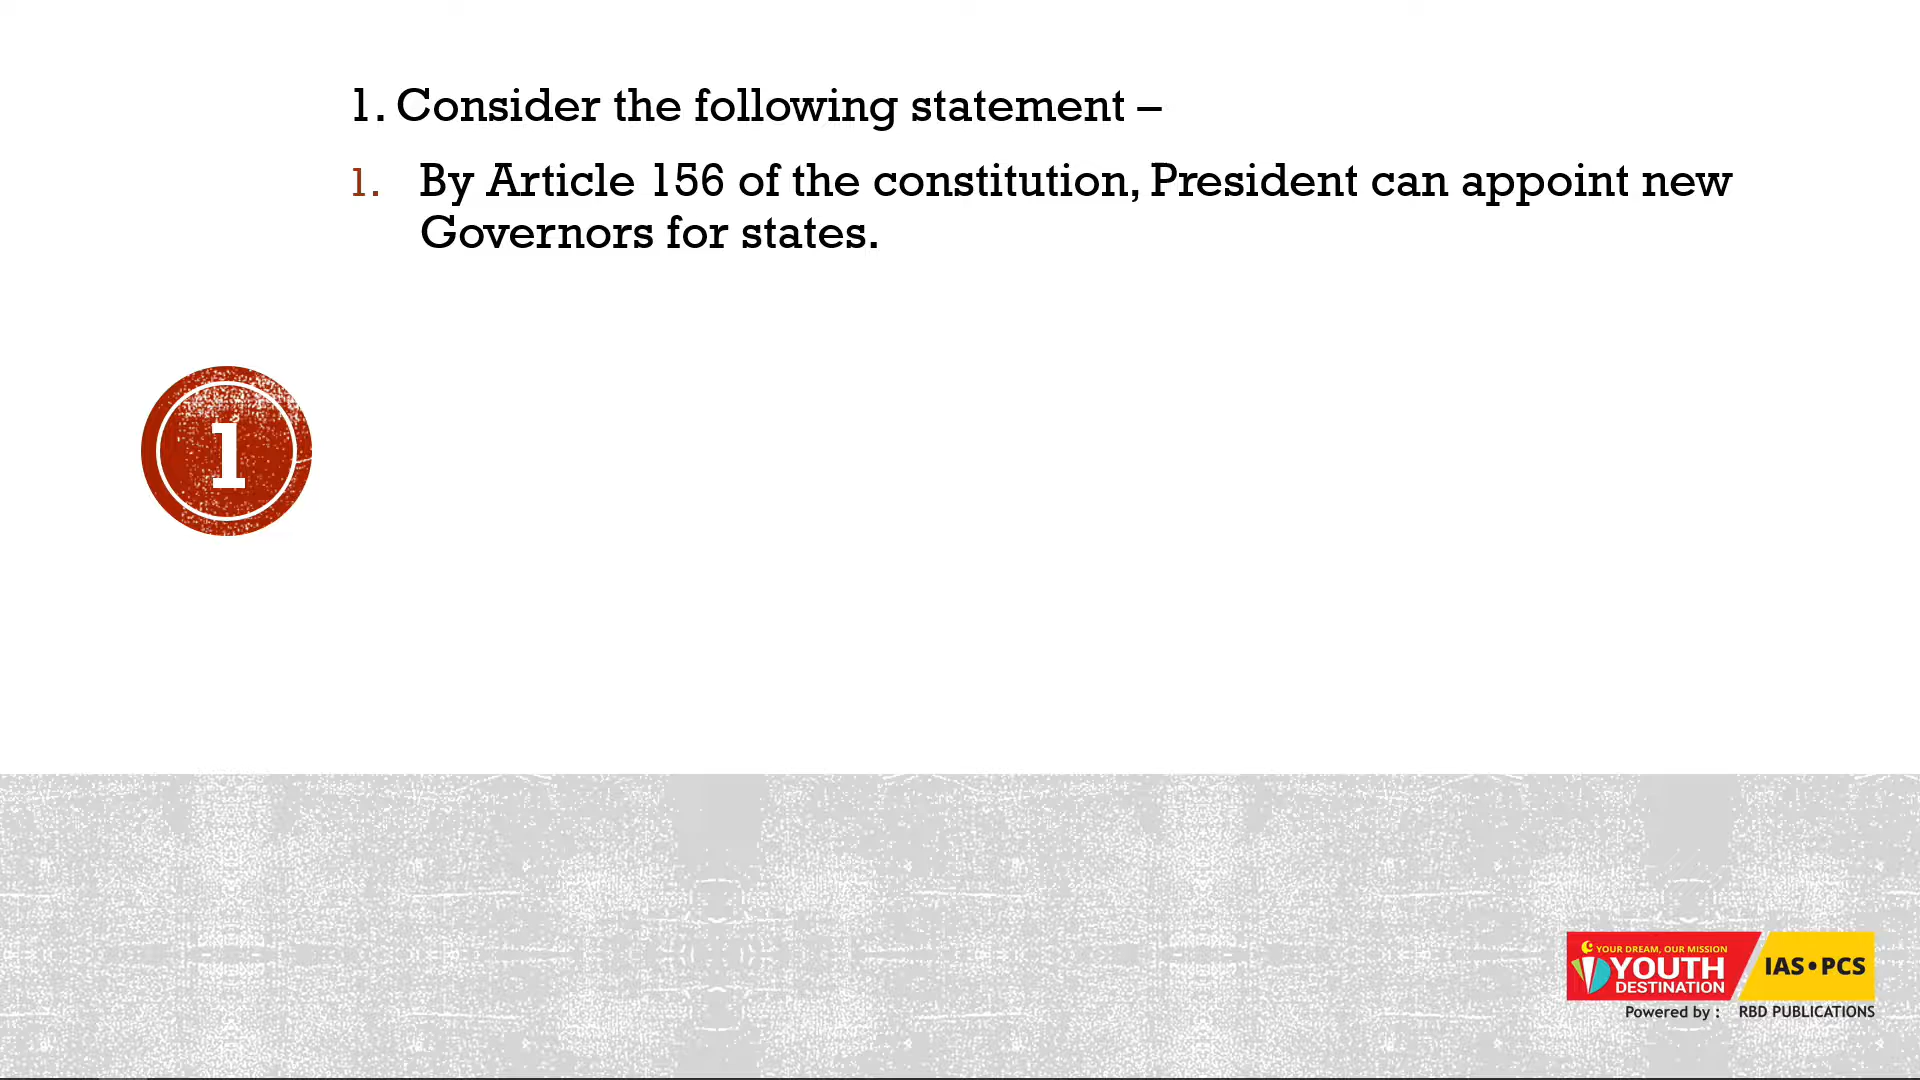 1. Consider the following statement –
1. By Article 156 of the constitution, President can appoint new
Governors for states.
1
YOUR DREAM, OUR MISSION
YOUTH
DESTINATION
IAS•PCS
Powered by : RBD PUBLICATIONS